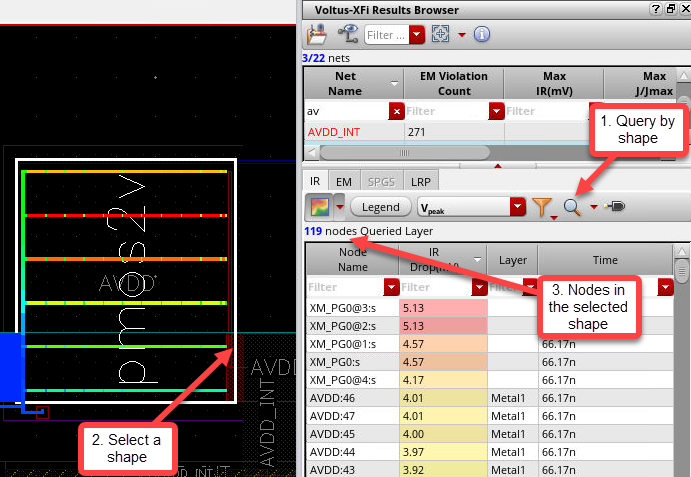 Voltus-XFi Results Browser
Filter ...
3/22 nets
Net Name
EM Violation Count
Max IR(mV)
Max J/Jmax
av
Filter
Filter
AVDD_INT 271
1. Query by
shape
IR EM SPGS LRP
Legend
Vpeak
119 nodes Queried Layer
Node Name
IR Drop(mV)
Layer
Time
Filter
Filter
Filter
3. Nodes in
the selected
shape
XM_PG0@3:s 5.13
XM_PG0@2:s 5.13
XM_PG0@1:s 4.57 66.17n
XM_PG0:s 4.57 66.17n
XM_PG0@4:s 4.17 66.17n
AVDD:46 4.01 Metal1 66.17n
AVDD:47 4.01 Metal1 66.17n
AVDD:45 4.00 Metal1 66.17n
AVDD:44 3.97 Metal1 66.17n
AVDD:43 3.92 Metal1 66.17n
pmos2v
AVDD
AVDD
AVDD_INT
AVDD_INT
2. Select a
shape